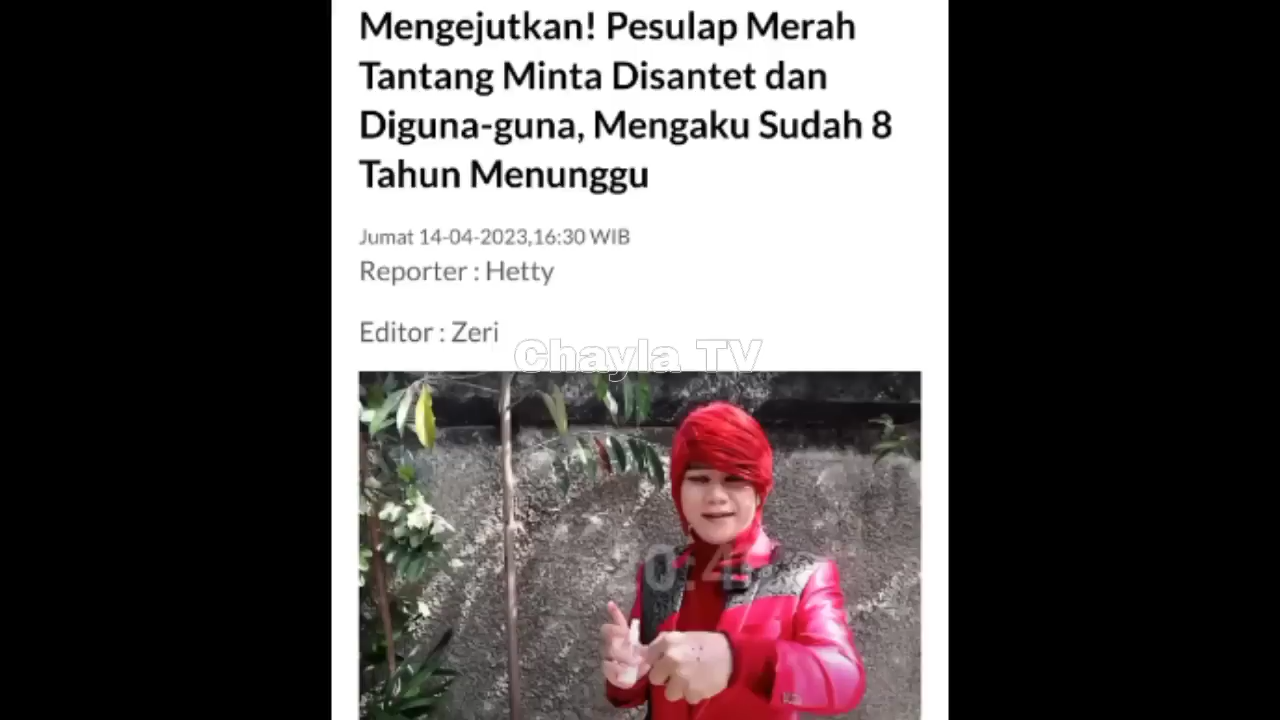 Mengejutkan! Pesulap Merah
Tantang Minta Disantet dan
Diguna-guna, Mengaku Sudah 8
Tahun Menunggu
Jumat 14-04-2023,16:30 WIB
Reporter : Hetty
Editor : Zeri
Chayla TV